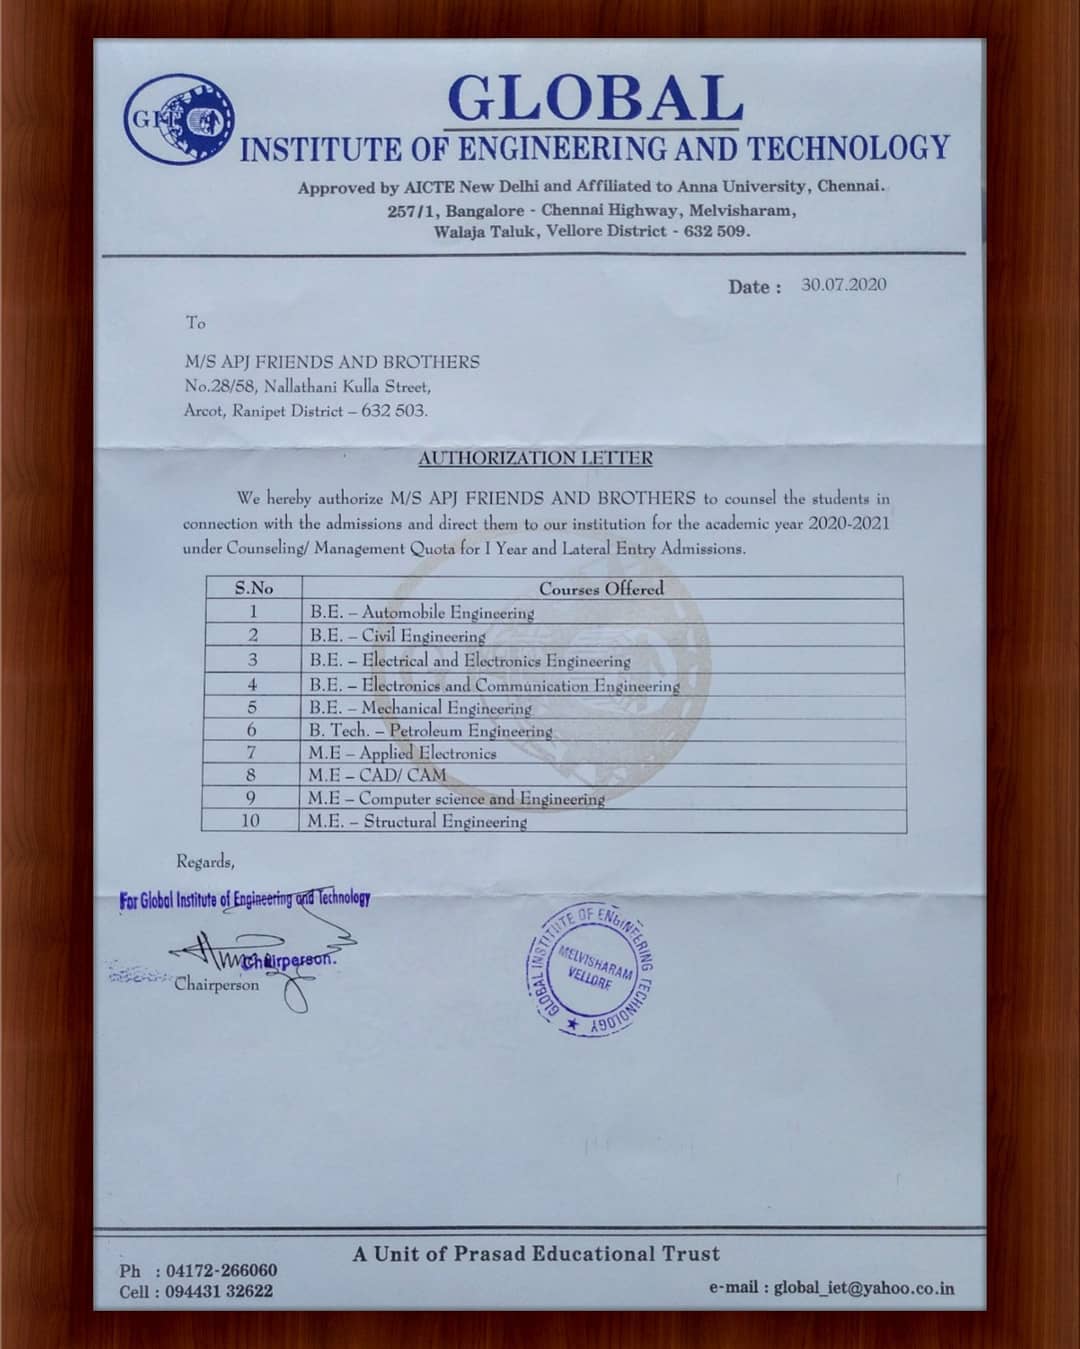 GIET
GLOBAL
INSTITUTE OF ENGINEERING AND TECHNOLOGY
Approved by AICTE New Delhi and Affiliated to Anna University, Chennai.
257/1, Bangalore - Chennai Highway, Melvisharam,
Walaja Taluk, Vellore District - 632 509.
Date : 30.07.2020
To
M/S APJ FRIENDS AND BROTHERS
No.28/58, Nallathani Kulla Street,
Arcot, Ranipet District – 632 503.
AUTHORIZATION LETTER
We hereby authorize M/S APJ FRIENDS AND BROTHERS to counsel the students in
connection with the admissions and direct them to our institution for the academic year 2020-2021
under Counseling/ Management Quota for I Year and Lateral Entry Admissions.
S.No Courses Offered
1 B.E. – Automobile Engineering
2 B.E. – Civil Engineering
3 B.E. – Electrical and Electronics Engineering
4 B.E. – Electronics and Communication Engineering
5 B.E. – Mechanical Engineering
6 B. Tech. – Petroleum Engineering
7 M.E – Applied Electronics
8 M.E – CAD/ CAM
9 M.E – Computer science and Engineering
10 M.E. – Structural Engineering
Regards,
For Global Institute of Engineering and Technology
Chairperson.
Chairperson
GLOBAL INSTITUTE OF ENGINEERING TECHNOLOGY
MELVISHARAM
VELLORE
A Unit of Prasad Educational Trust
Ph : 04172-266060
Cell : 094431 32622
e-mail : global_iet@yahoo.co.in